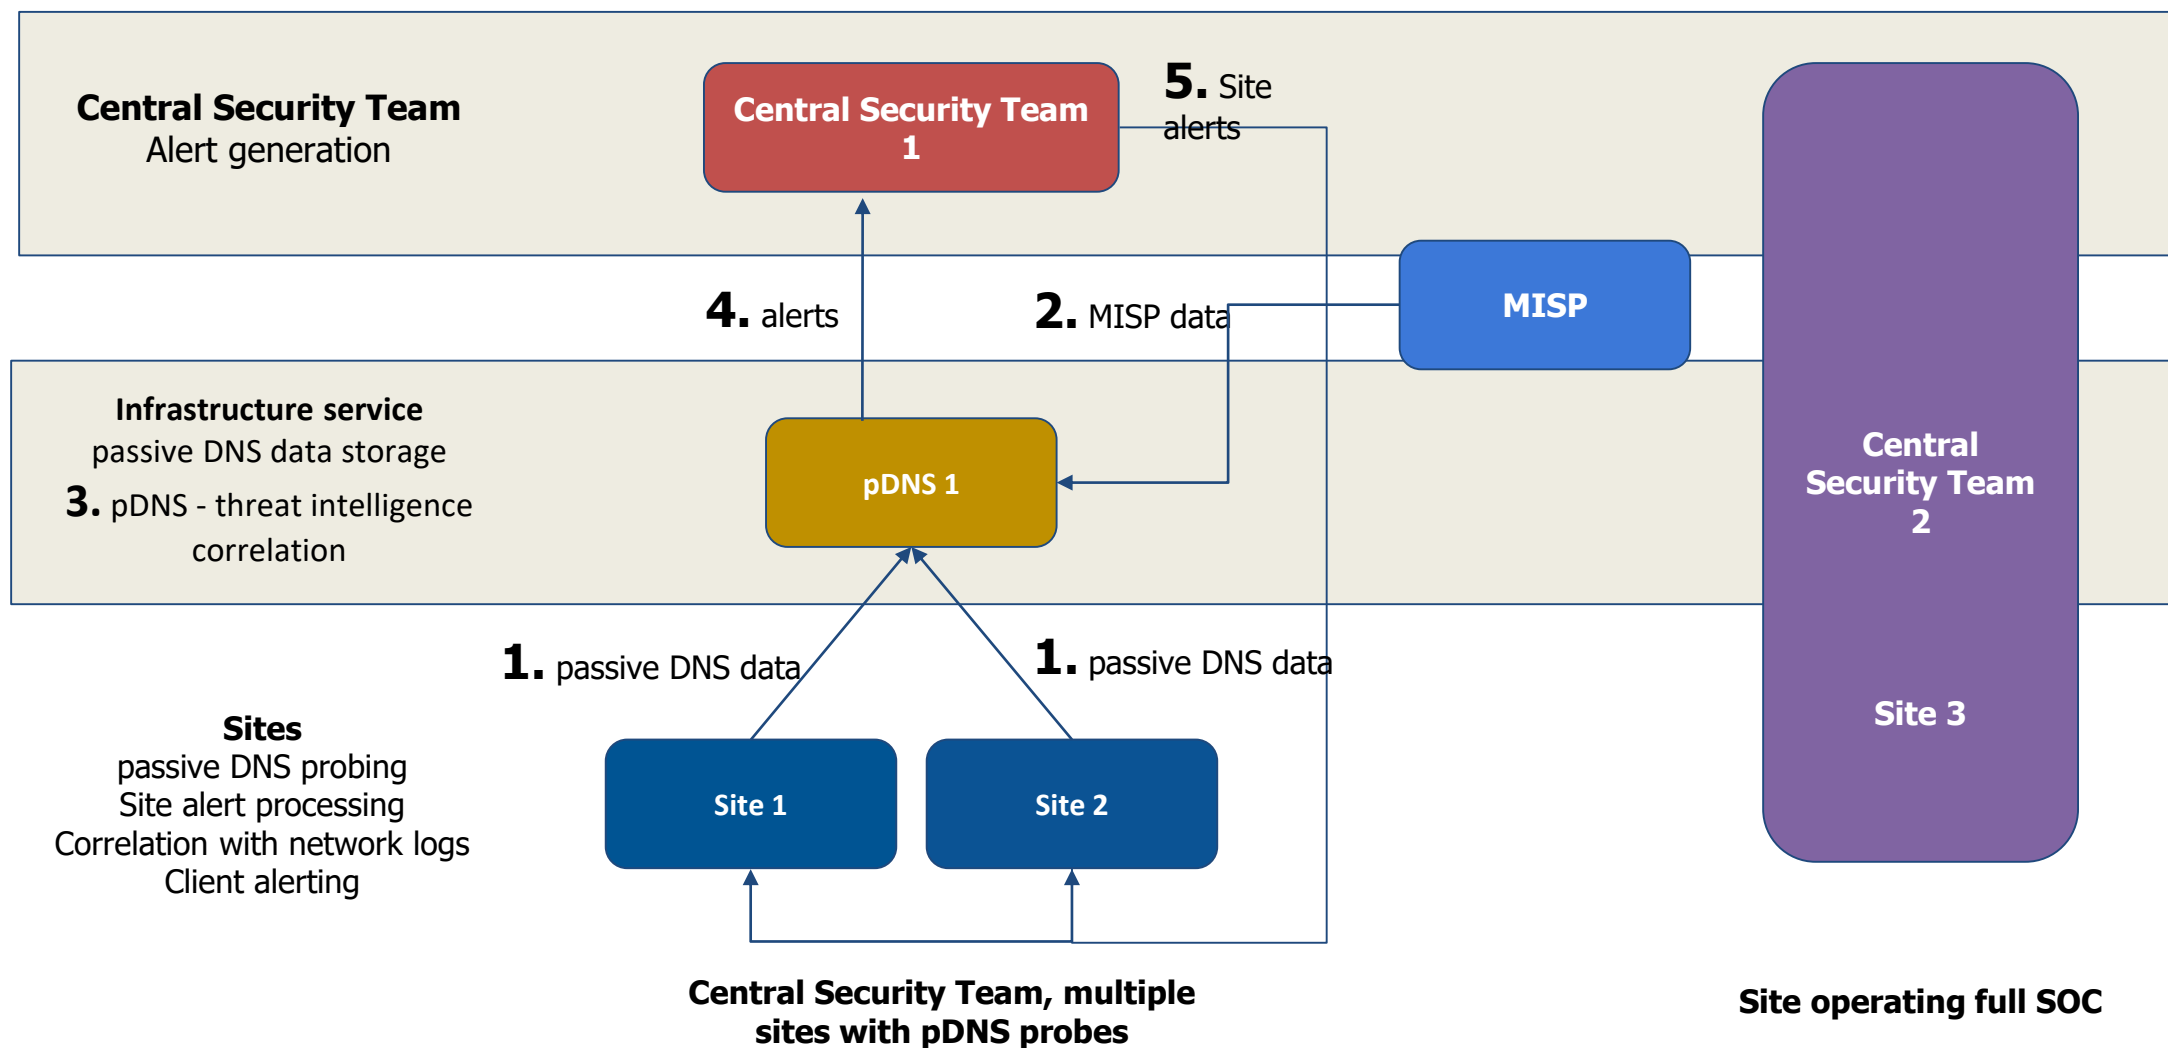 Central Security Team
Alert generation
Central Security Team
1
5. Site
alerts
4. alerts
2. MISP data
MISP
Infrastructure service
passive DNS data storage
3. pDNS - threat intelligence
correlation
pDNS 1
Central
Security Team
2
1. passive DNS data
1. passive DNS data
Sites
passive DNS probing
Site alert processing
Correlation with network logs
Client alerting
Site 1
Site 2
Site 3
Central Security Team, multiple
sites with pDNS probes
Site operating full SOC